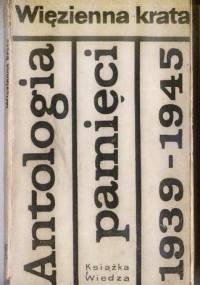 Więzienna krata
Antologia
pamięci
1939-1945
Książka
i Wiedza